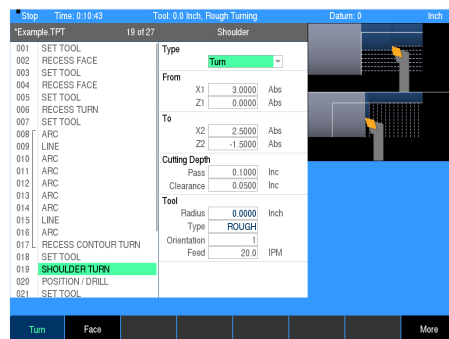 Stop Time: 0:10:43 Tool: 0.0 Inch, Rough Turning Datum: 0 Inch
*Example.TPT 19 of 27 Shoulder
001 SET TOOL
002 RECESS FACE
003 SET TOOL
004 RECESS FACE
005 SET TOOL
006 RECESS TURN
007 SET TOOL
008 ARC
009 LINE
010 ARC
011 ARC
012 ARC
013 ARC
014 ARC
015 LINE
016 ARC
017 RECESS CONTOUR TURN
018 SET TOOL
019 SHOULDER TURN
020 POSITION / DRILL
021 SET TOOL
Type
Turn
From
X1 3.0000 Abs
Z1 0.0000 Abs
To
X2 2.5000 Abs
Z2 -1.5000 Abs
Cutting Depth
Pass 0.1000 Inc
Clearance 0.0500 Inc
Tool
Radius 0.0000 Inch
Type ROUGH
Orientation 1
Feed 20.0 IPM
Turn Face More